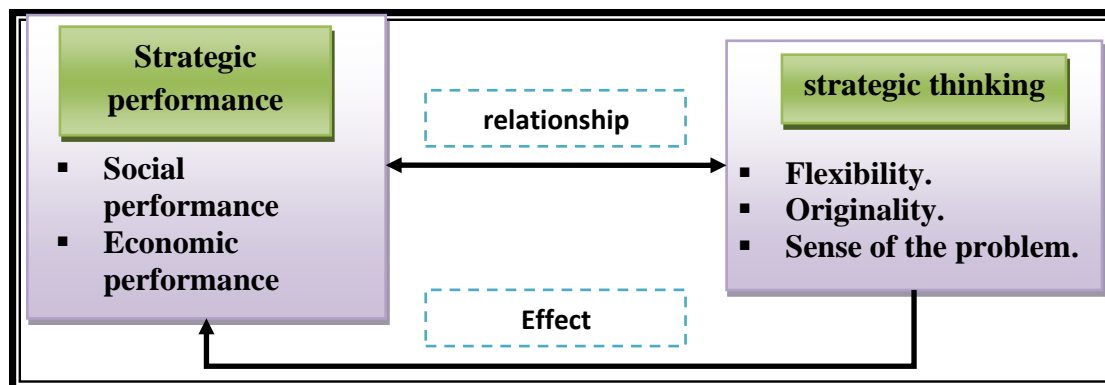 Strategic
performance
▪ Social
performance
▪ Economic
performance
relationship
Effect
strategic thinking
▪ Flexibility.
▪ Originality.
▪ Sense of the problem.